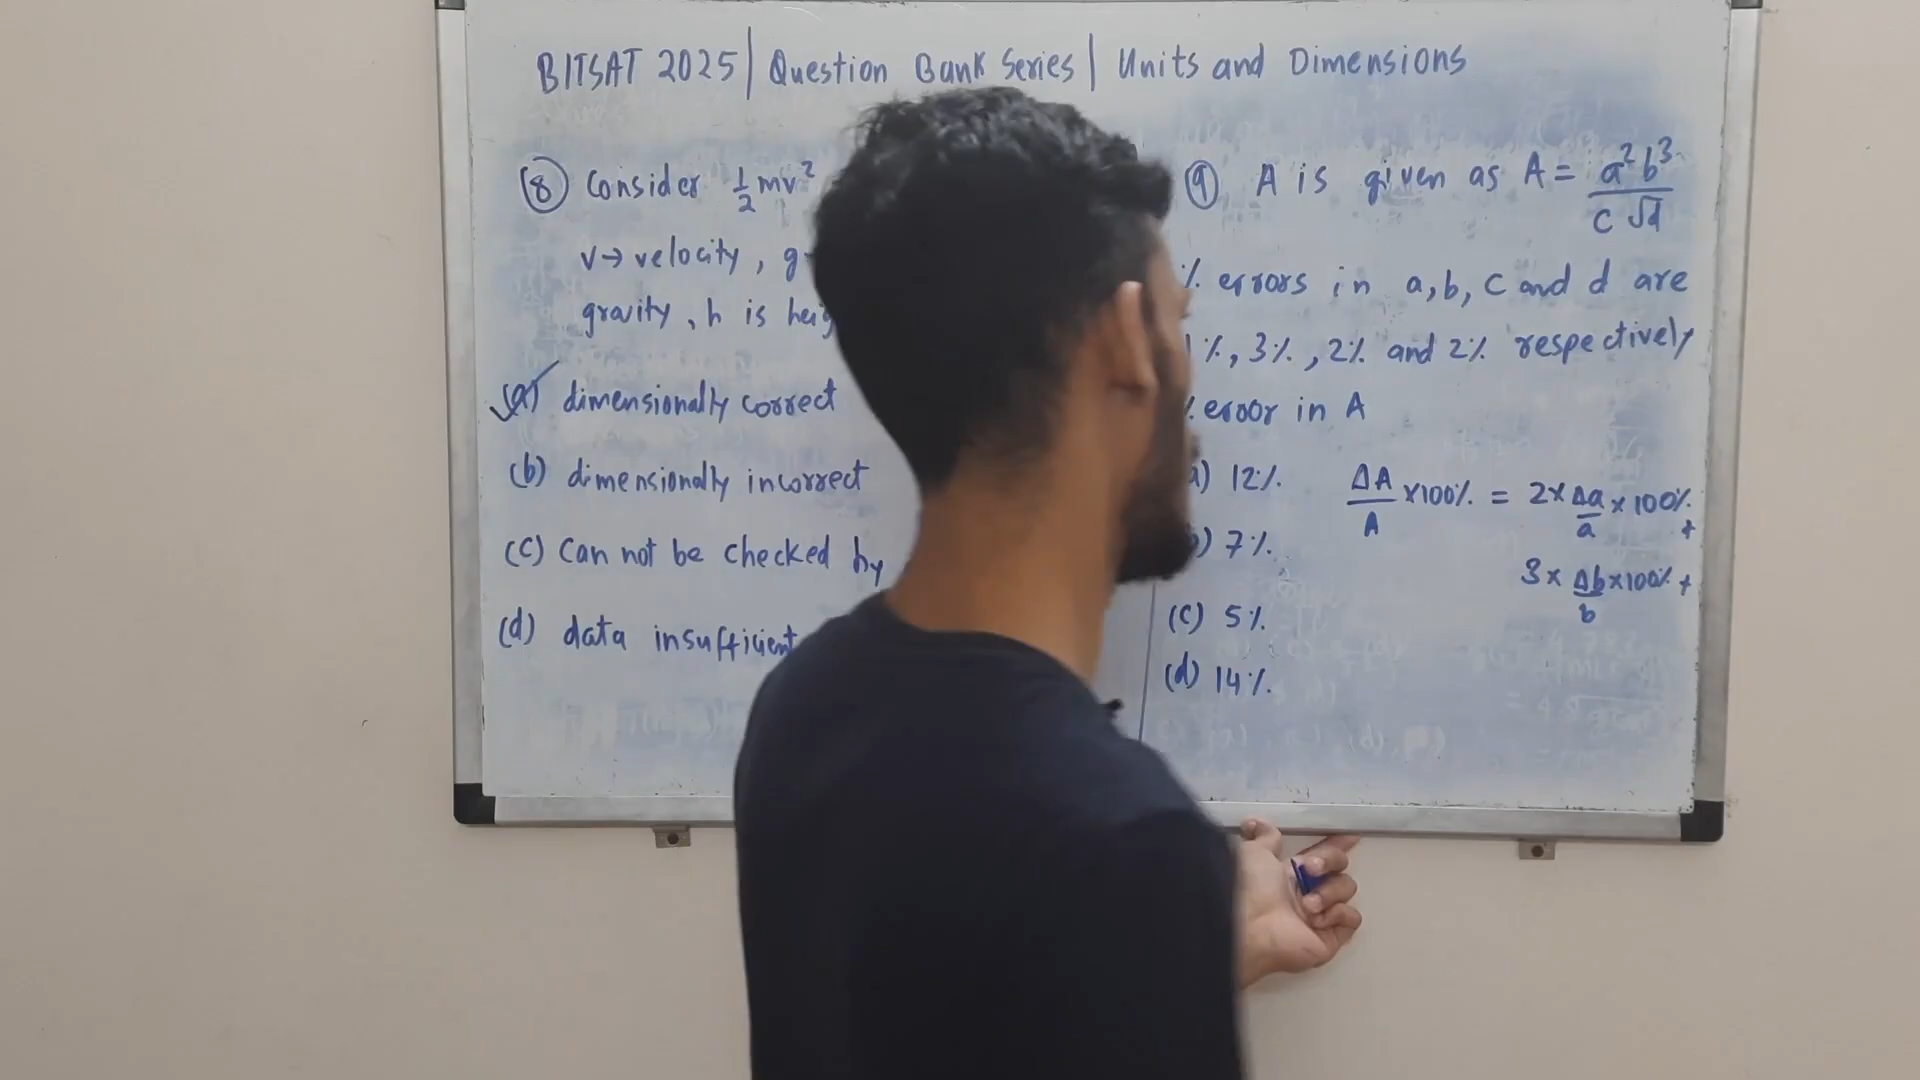 BITSAT 2025 | Question Bank Series | Units and Dimensions
(8) Consider 1/2 mv²
v→ velocity, g
gravity, h is
(a) dimensionally correct
(b) dimensionally incorrect
(c) Can not be checked by
(d) data insufficient
(9) A is given as A = a²b³ / c√d
% errors in a, b, c and d are
1%, 3%, 2% and 2% respectively
% error in A
a) 12%.
) 7%.
(c) 5%.
(d) 14%.
ΔA/A ×100% = 2× Δa/a × 100% +
3 × Δb/b ×100% +